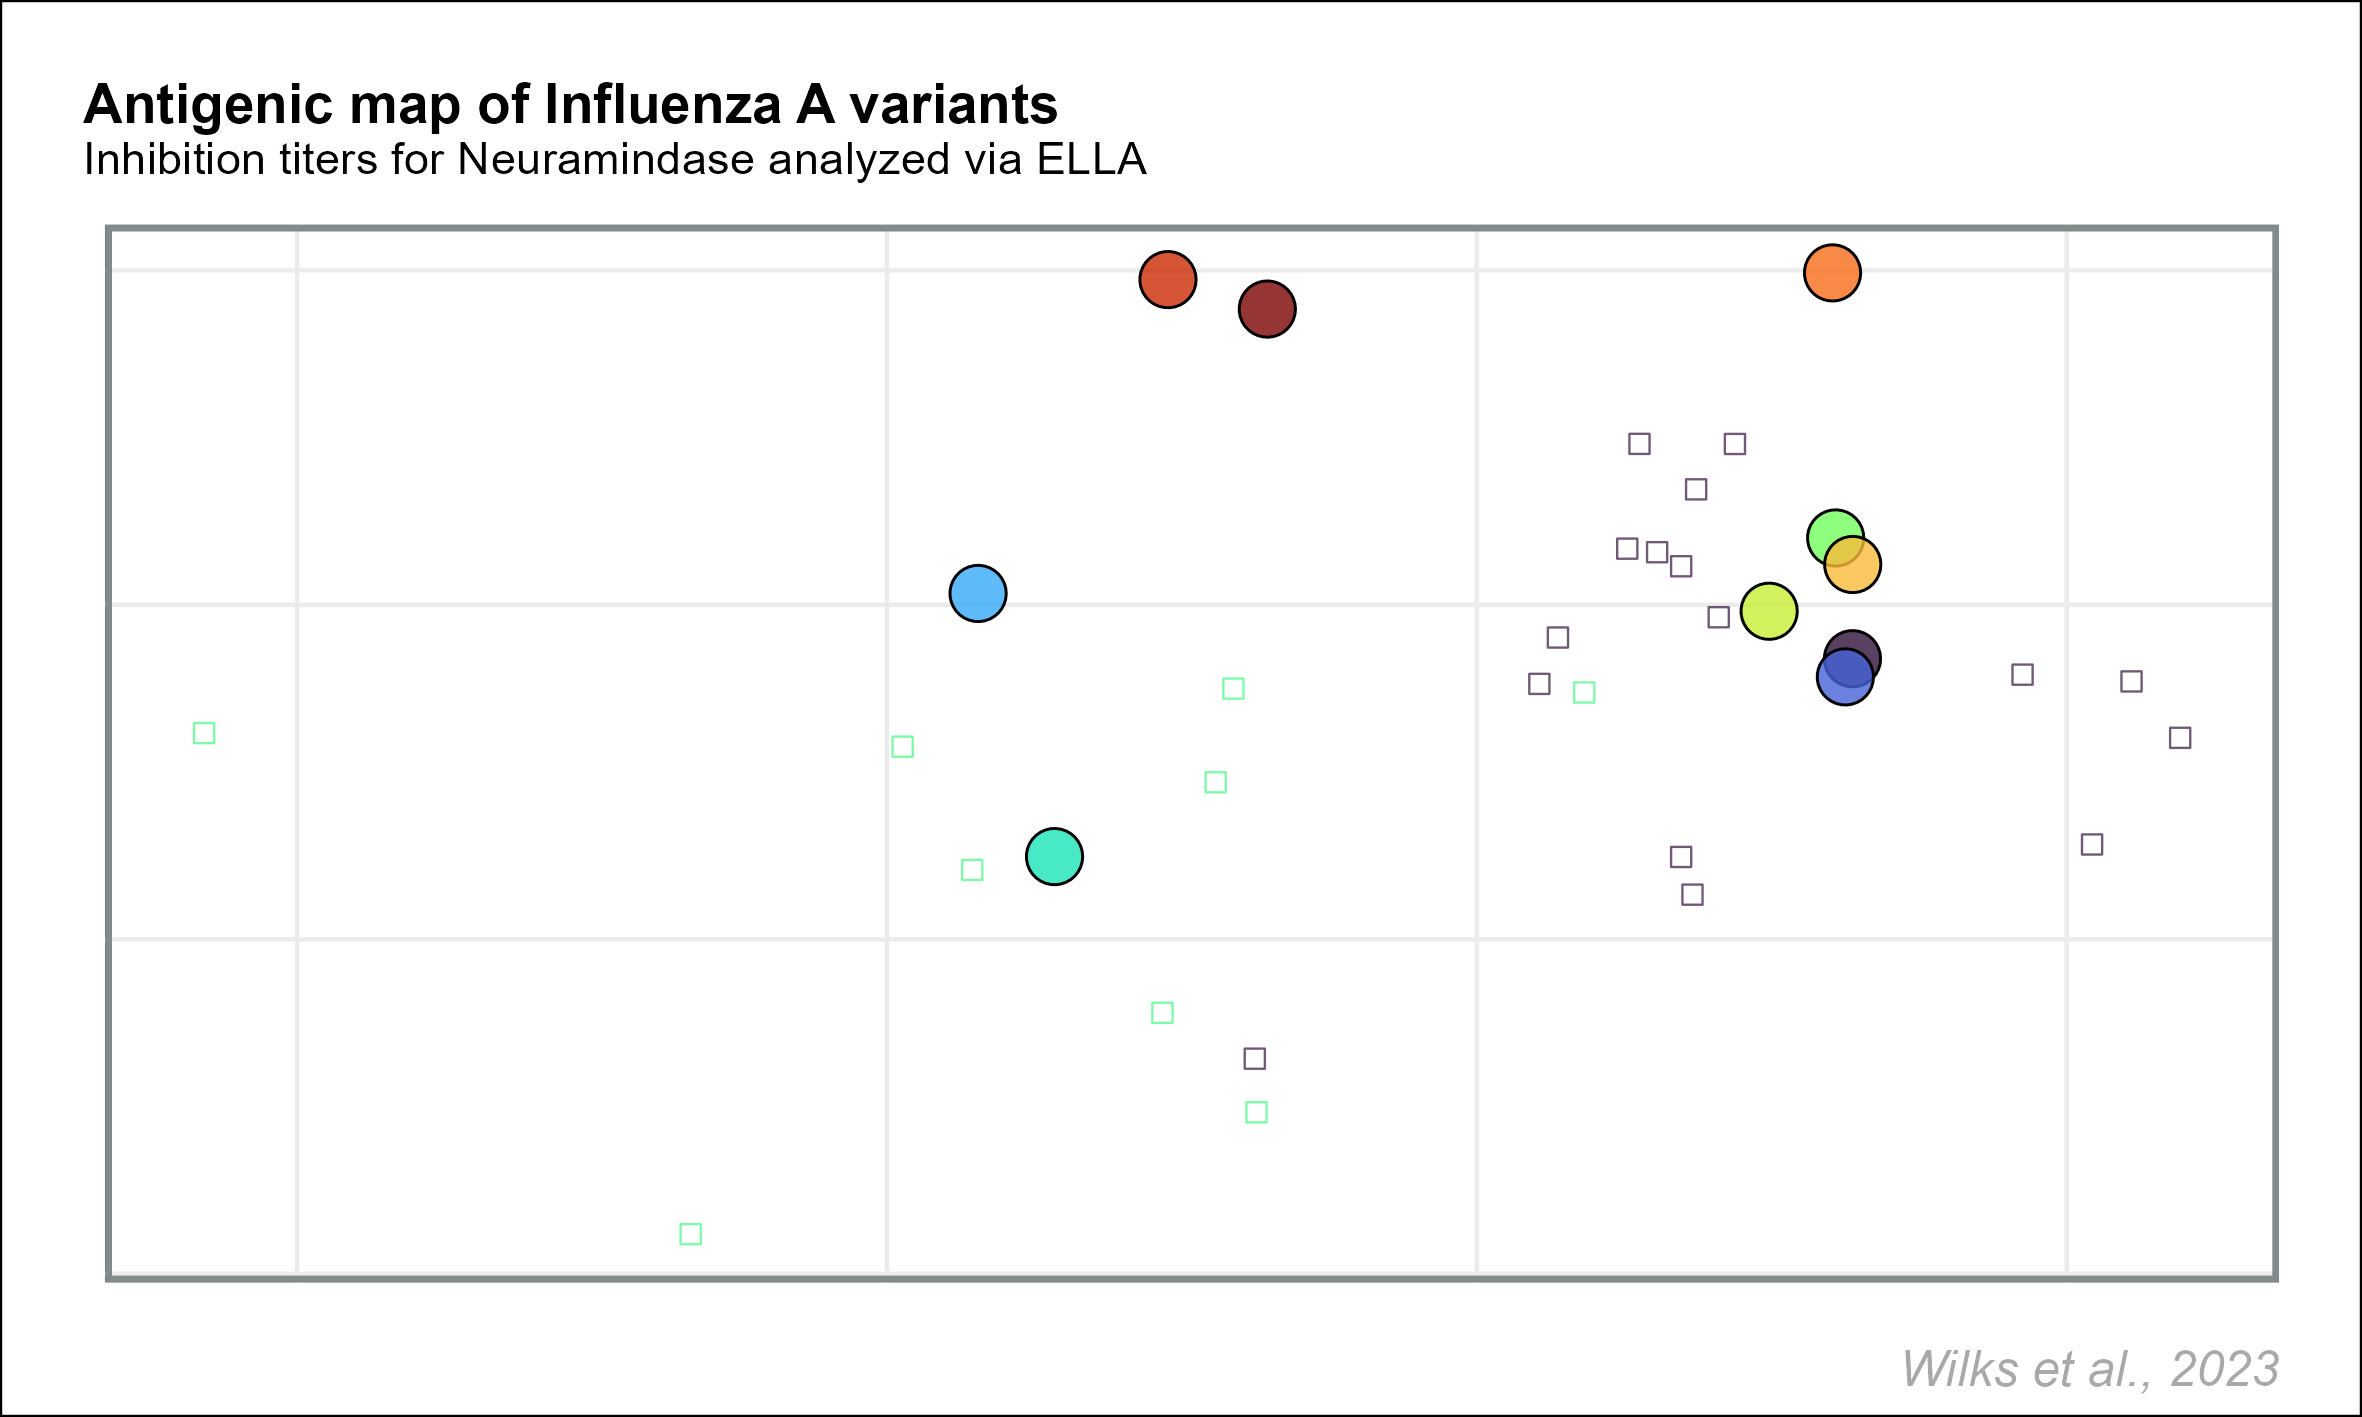 Antigenic map of Influenza A variants
Inhibition titers for Neuramindase analyzed via ELLA
Wilks et al., 2023